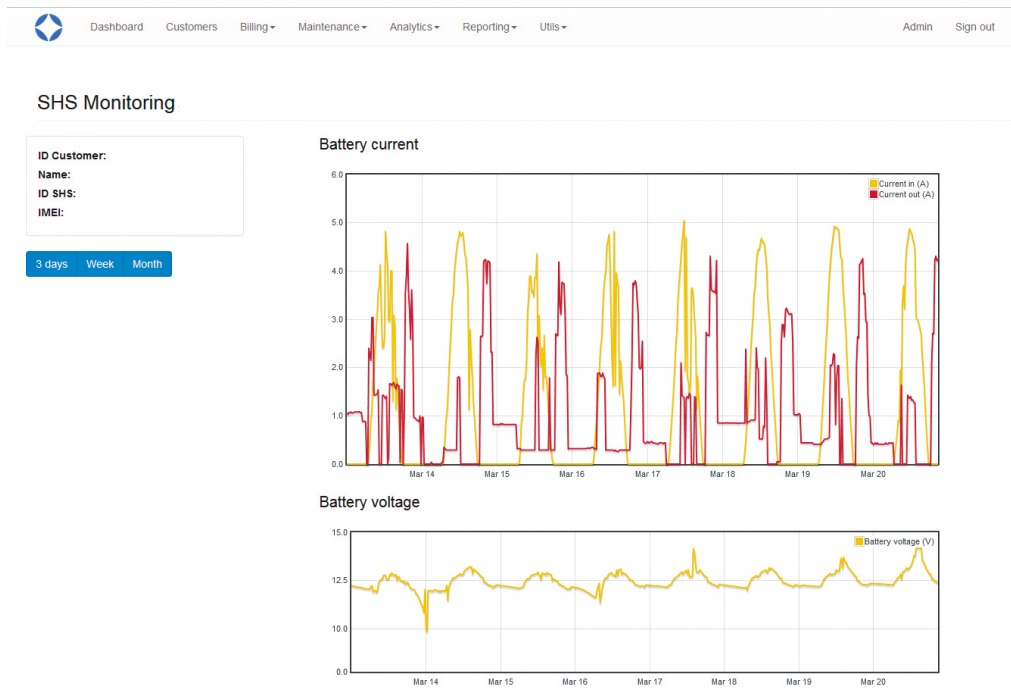 Dashboard Customers Billing Maintenance Analytics Reporting Utils Admin Sign out
SHS Monitoring
ID Customer:
Name:
ID SHS:
IMEI:
3 days Week Month
Battery current
6.0
5.0
4.0
3.0
2.0
1.0
0.0
Current in (A)
Current out (A)
Mar 14 Mar 15 Mar 16 Mar 17 Mar 18 Mar 19 Mar 20
Battery voltage
15.0
12.5
10.0
0.0
Battery voltage (V)
Mar 14 Mar 15 Mar 16 Mar 17 Mar 18 Mar 19 Mar 20